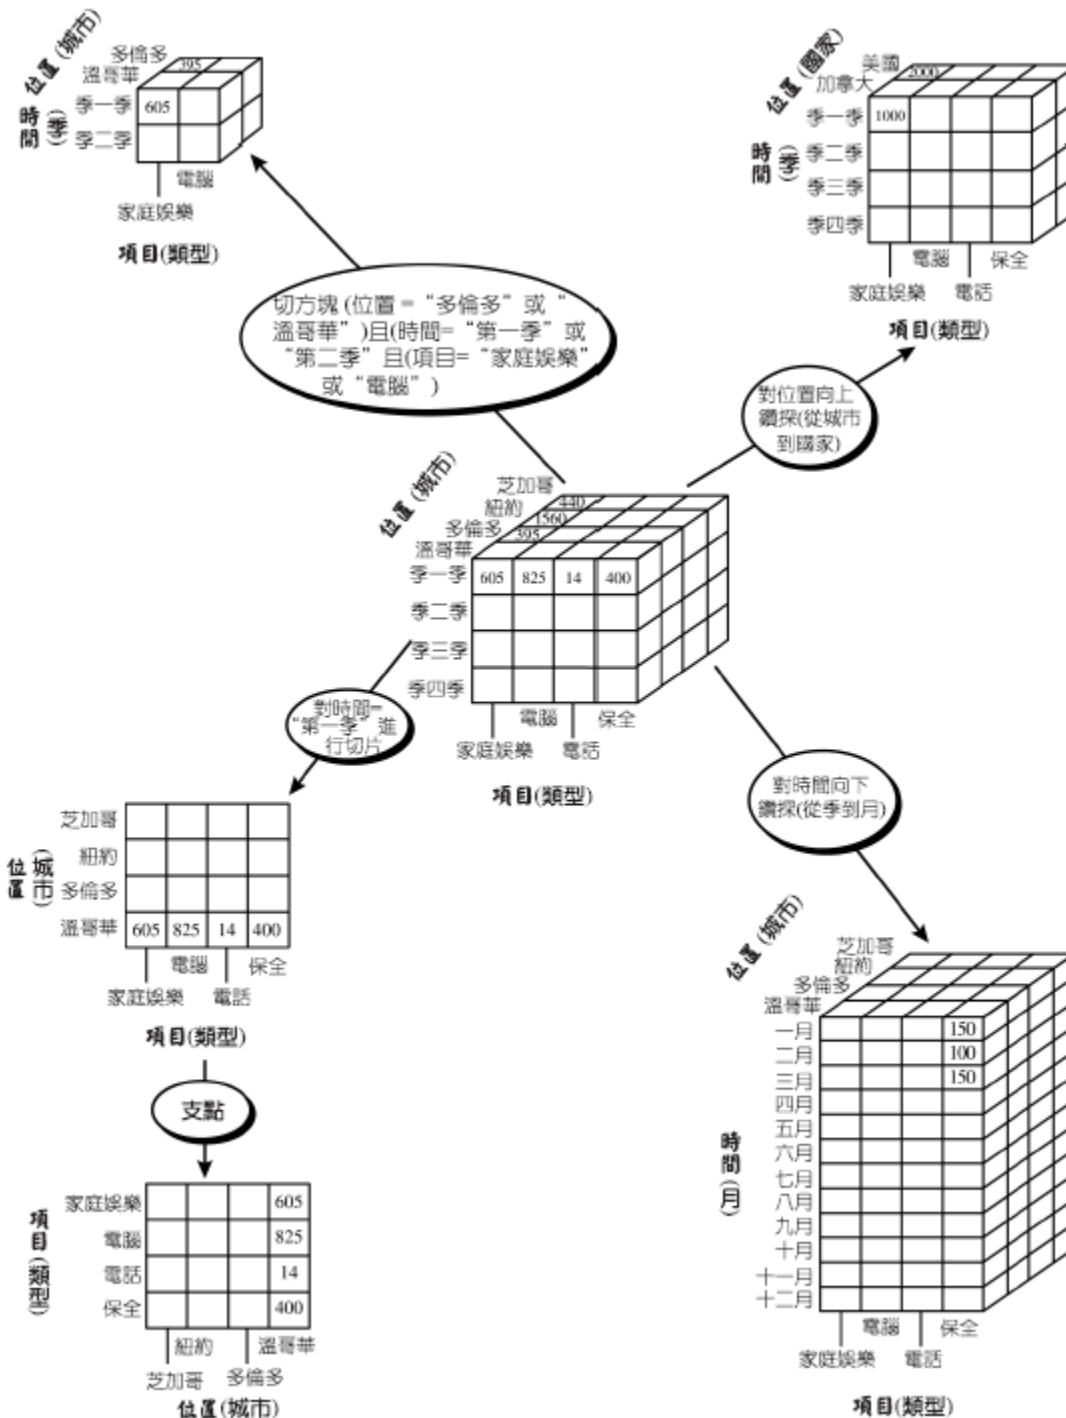 位置(城市)
多倫多
溫哥華
395
時間(季)
季一季
605
季二季
電腦
家庭娛樂
項目(類型)
位置(國家)
美國
加拿大
2000
時間(季)
季一季
1000
季二季
季三季
季四季
電腦
保全
家庭娛樂
電話
項目(類型)
切方塊(位置=“多倫多”或“
溫哥華”)且(時間=“第一季”或
“第二季”且(項目=“家庭娛樂”
或“電腦”)
對位置向上
鑽探(從城市
到國家)
位置(城市)
芝加哥
紐約
多倫多
溫哥華
440
1560
395
季一季
605 825 14 400
季二季
季三季
季四季
電腦
保全
家庭娛樂
電話
項目(類型)
對時間=
“第一季”進
行切片
對時間向下
鑽探(從季到月)
位置(城市)
芝加哥
紐約
多倫多
溫哥華
605 825 14 400
電腦
保全
家庭娛樂
電話
項目(類型)
支點
項目(類型)
家庭娛樂
605
電腦
825
電話
14
保全
400
紐約
溫哥華
芝加哥
多倫多
位置(城市)
位置(城市)
芝加哥
紐約
多倫多
溫哥華
時間(月)
一月
150
二月
100
三月
150
四月
五月
六月
七月
八月
九月
十月
十一月
十二月
電腦
保全
家庭娛樂
電話
項目(類型)